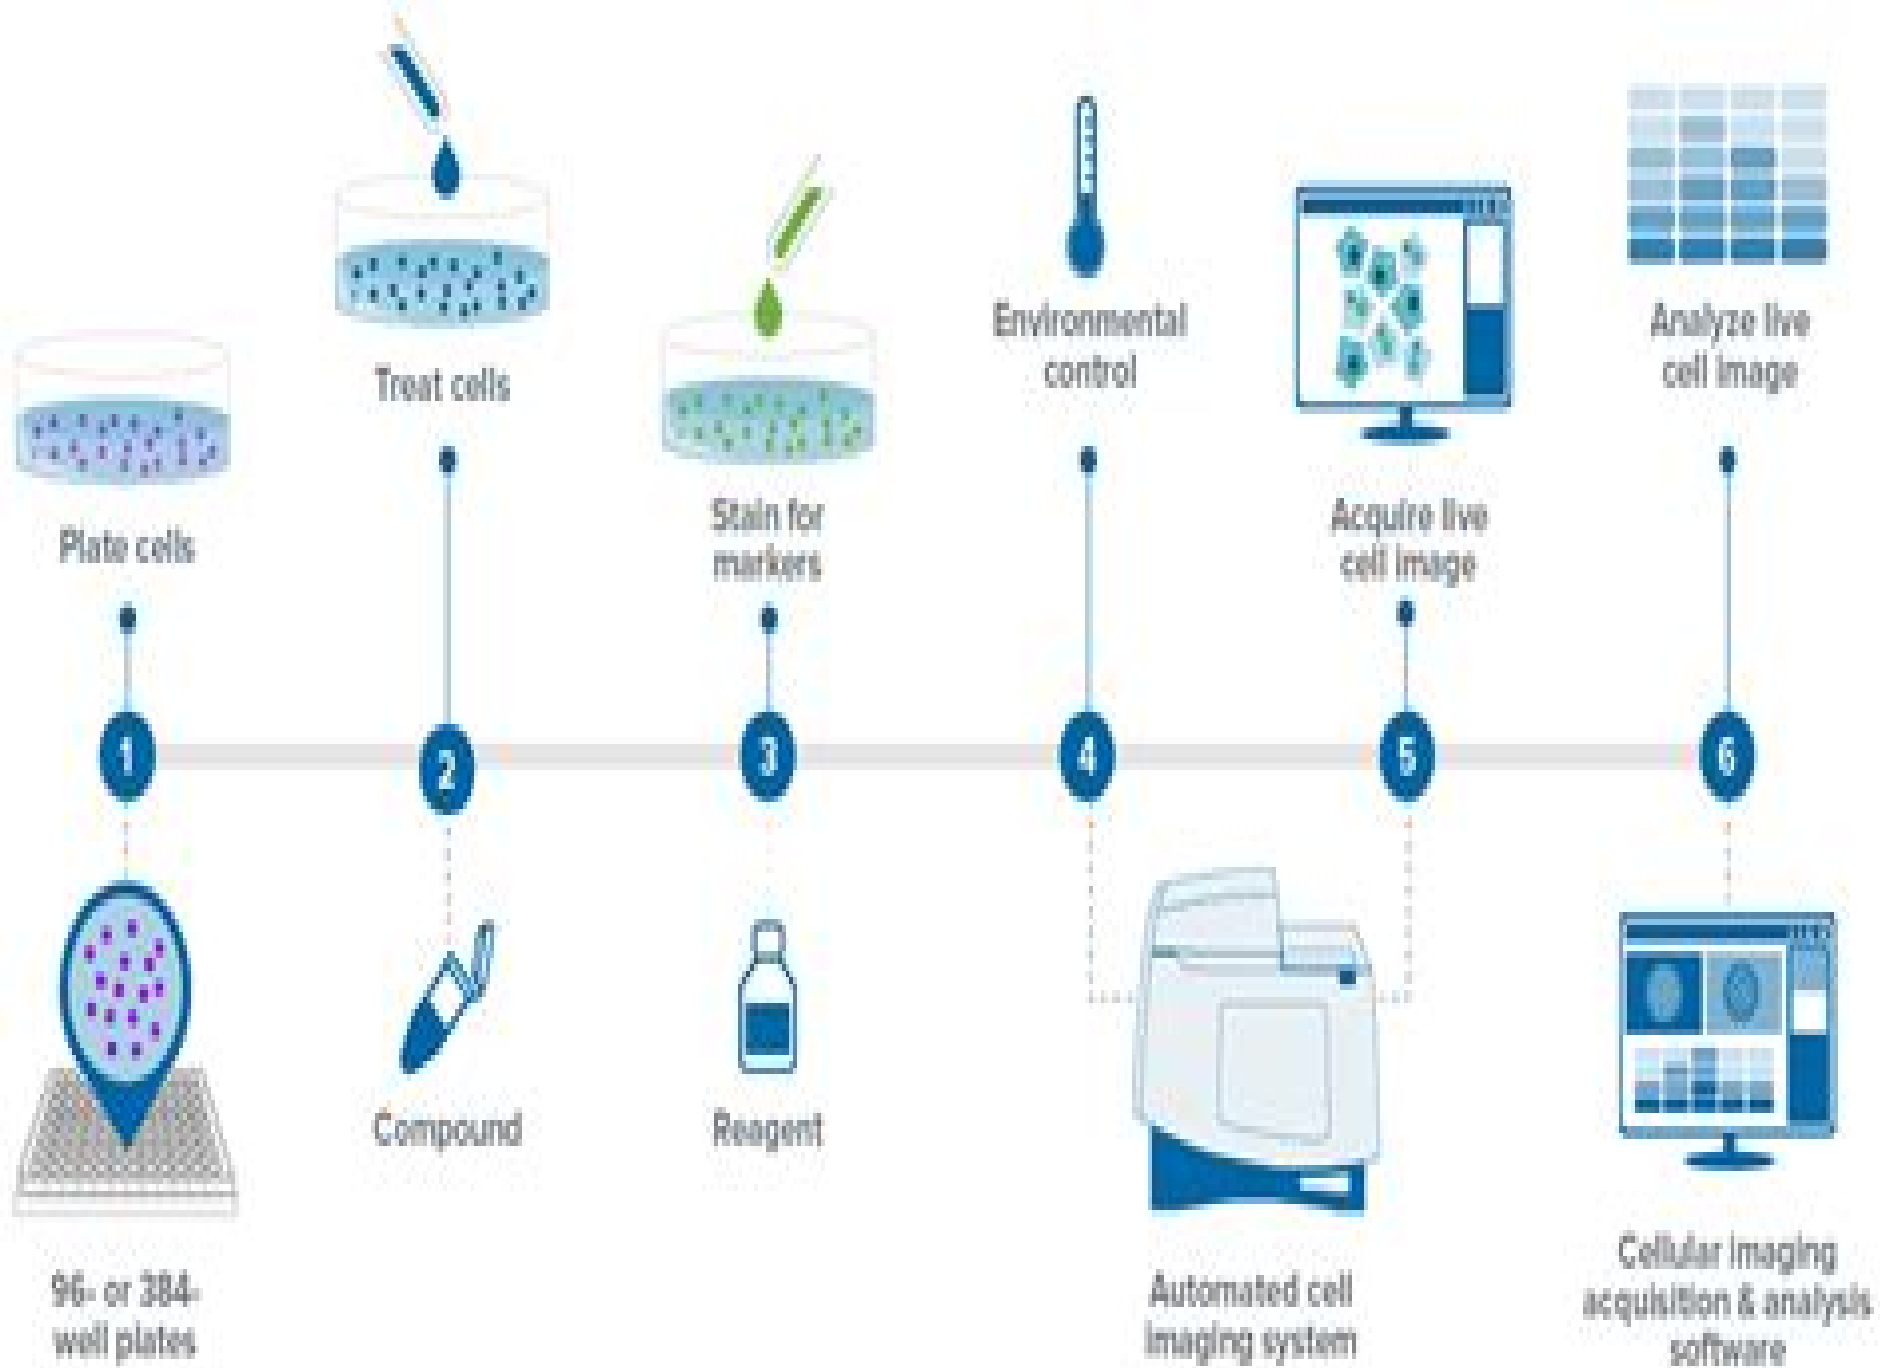 Plate cells
Treat cells
Stain for
markers
Environmental
control
Acquire live
cell image
Analyze live
cell image
1
2
3
4
5
6
96- or 384-
well plates
Compound
Reagent
Automated cell
imaging system
Cellular imaging
acquisition & analysis
software